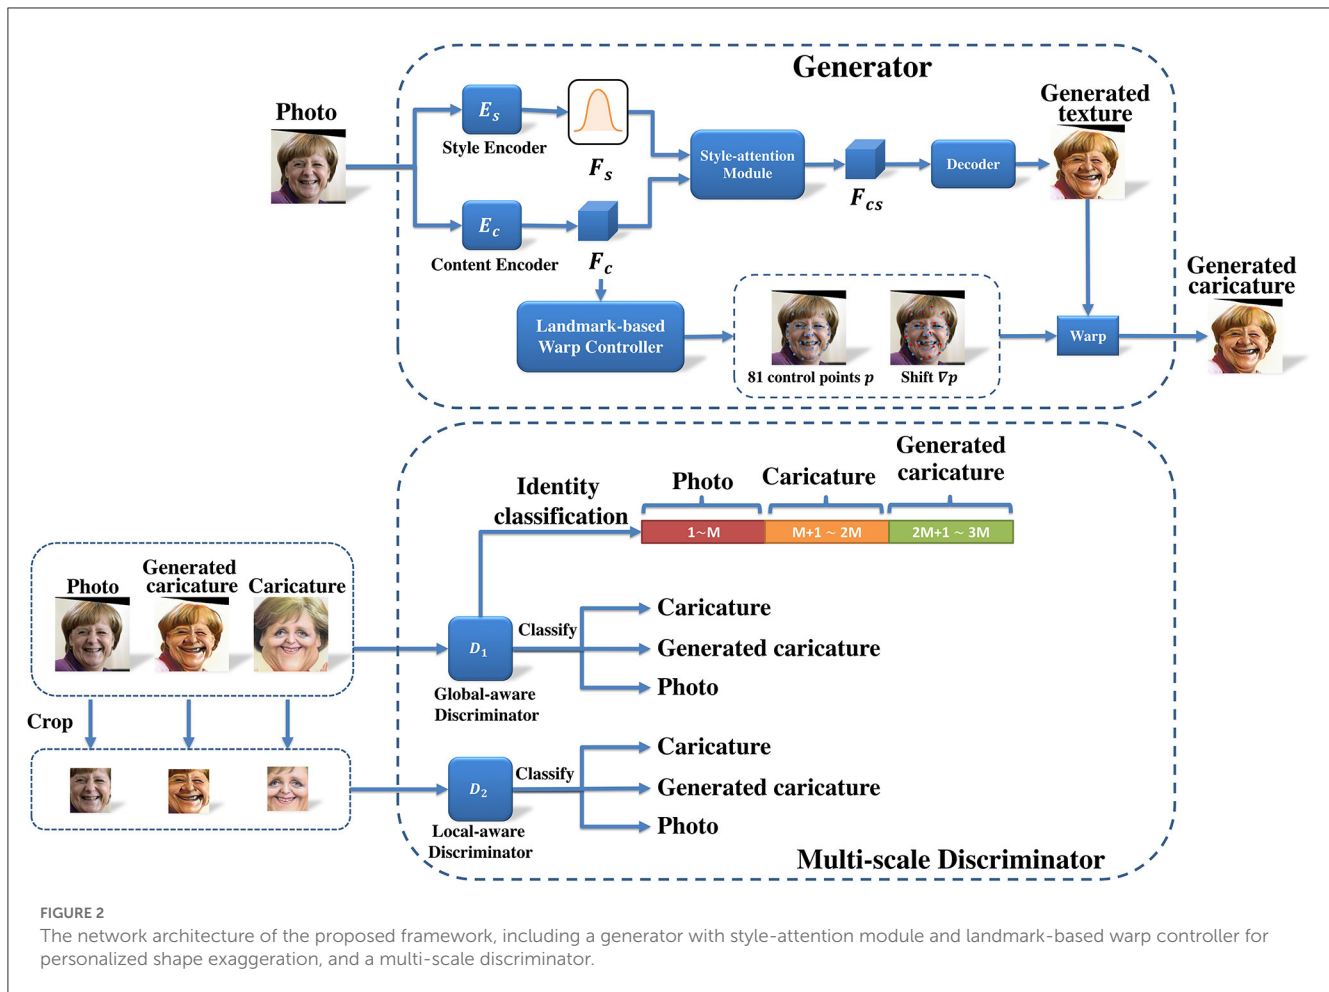 Generator
Photo
E_s
Style Encoder
F_s
Style-attention
Module
F_cs
Decoder
Generated
texture
E_c
Content Encoder
F_c
Landmark-based
Warp Controller
81 control points p
Shift ∇p
Warp
Generated
caricature
Identity
classification
Photo
Caricature
Generated
caricature
1~M
M+1 ~ 2M
2M+1 ~ 3M
Photo
Generated
caricature
Caricature
D_1
Global-aware
Discriminator
Classify
Caricature
Generated caricature
Photo
Crop
D_2
Local-aware
Discriminator
Classify
Caricature
Generated caricature
Photo
Multi-scale Discriminator
FIGURE 2
The network architecture of the proposed framework, including a generator with style-attention module and landmark-based warp controller for
personalized shape exaggeration, and a multi-scale discriminator.